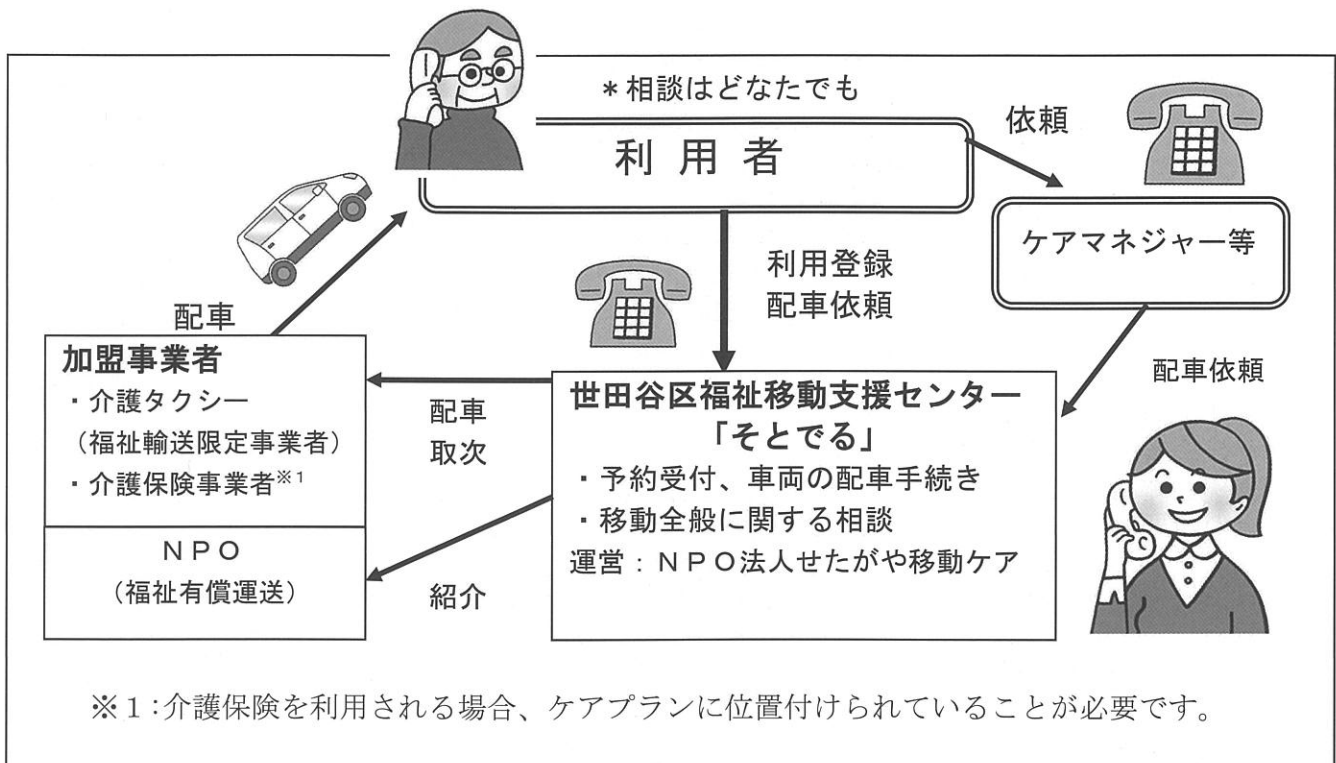 ＊相談はどなたでも
利用者
依頼
ケアマネジャー等
利用登録
配車依頼
配車
配車依頼
加盟事業者
・介護タクシー
（福祉輸送限定事業者）
・介護保険事業者※1
ＮＰＯ
（福祉有償運送）
配車
取次
紹介
世田谷区福祉移動支援センター
「そとでる」
・予約受付、車両の配車手続き
・移動全般に関する相談
運営：ＮＰＯ法人せたがや移動ケア
※１：介護保険を利用される場合、ケアプランに位置付けられていることが必要です。